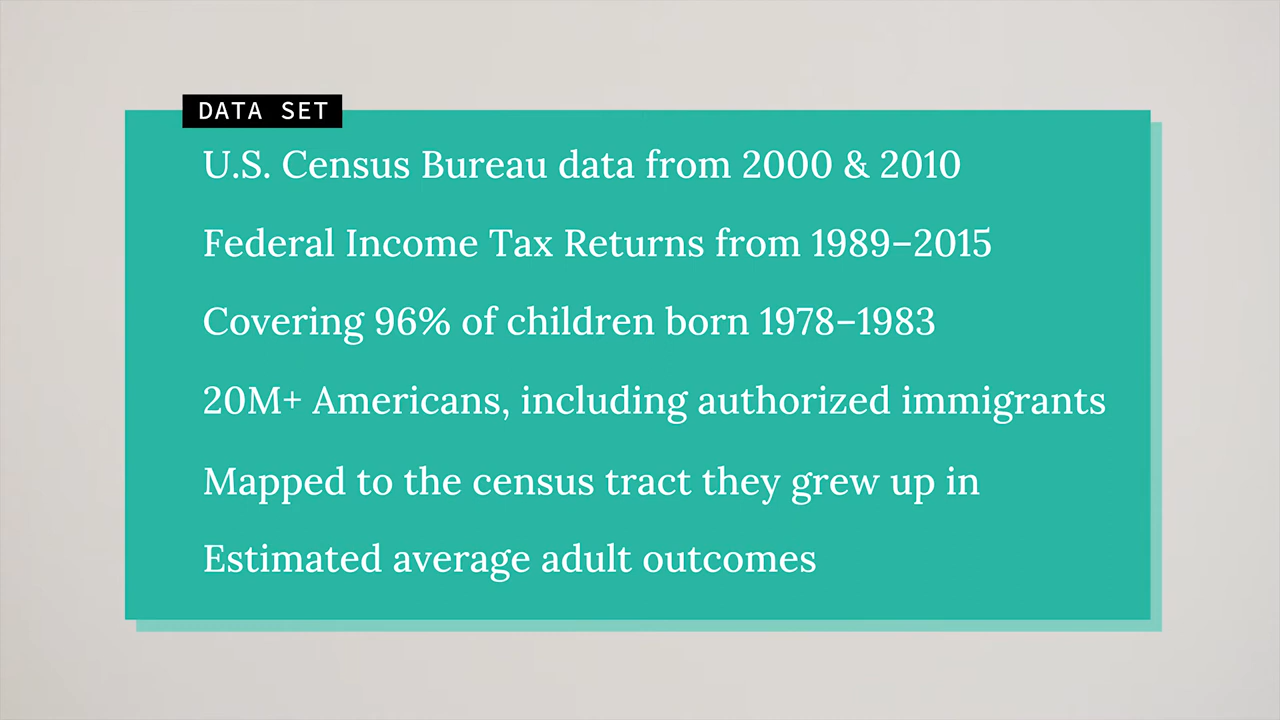 DATA SET
U.S. Census Bureau data from 2000 & 2010
Federal Income Tax Returns from 1989–2015
Covering 96% of children born 1978–1983
20M+ Americans, including authorized immigrants
Mapped to the census tract they grew up in
Estimated average adult outcomes